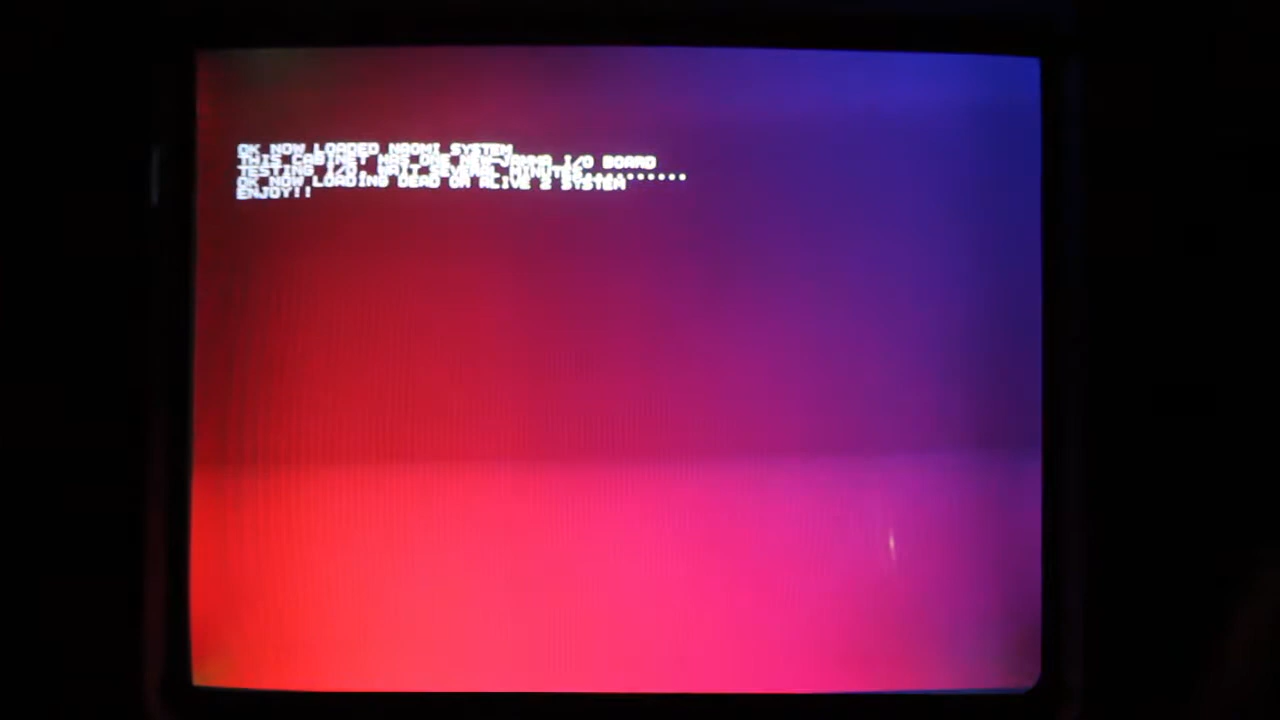 OK NOW LOADED NAOMI SYSTEM
THIS CABINET HAS ONE NEW-JAMMA I/O BOARD
TESTING I/O, WAIT SEVERAL MINUTES..........
OK NOW LOADING DEAD OR ALIVE 2 SYSTEM
ENJOY!!